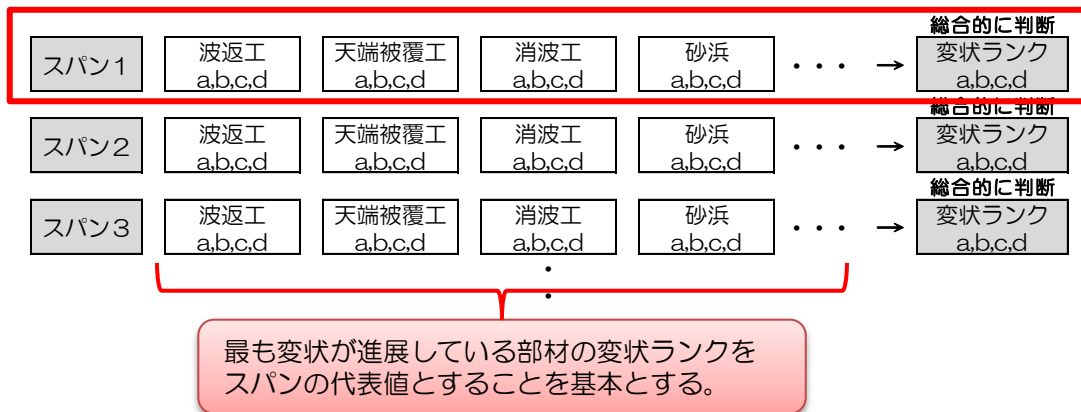 総合的に判断
スパン1 波返工 天端被覆工 消波工 砂浜 ・・・ → 変状ランク
a,b,c,d a,b,c,d a,b,c,d a,b,c,d a,b,c,d
総合的に判断
スパン2 波返工 天端被覆工 消波工 砂浜 ・・・ → 変状ランク
a,b,c,d a,b,c,d a,b,c,d a,b,c,d a,b,c,d
総合的に判断
スパン3 波返工 天端被覆工 消波工 砂浜 ・・・ → 変状ランク
a,b,c,d a,b,c,d a,b,c,d a,b,c,d a,b,c,d
・
・
最も変状が進展している部材の変状ランクを
スパンの代表値とすることを基本とする。